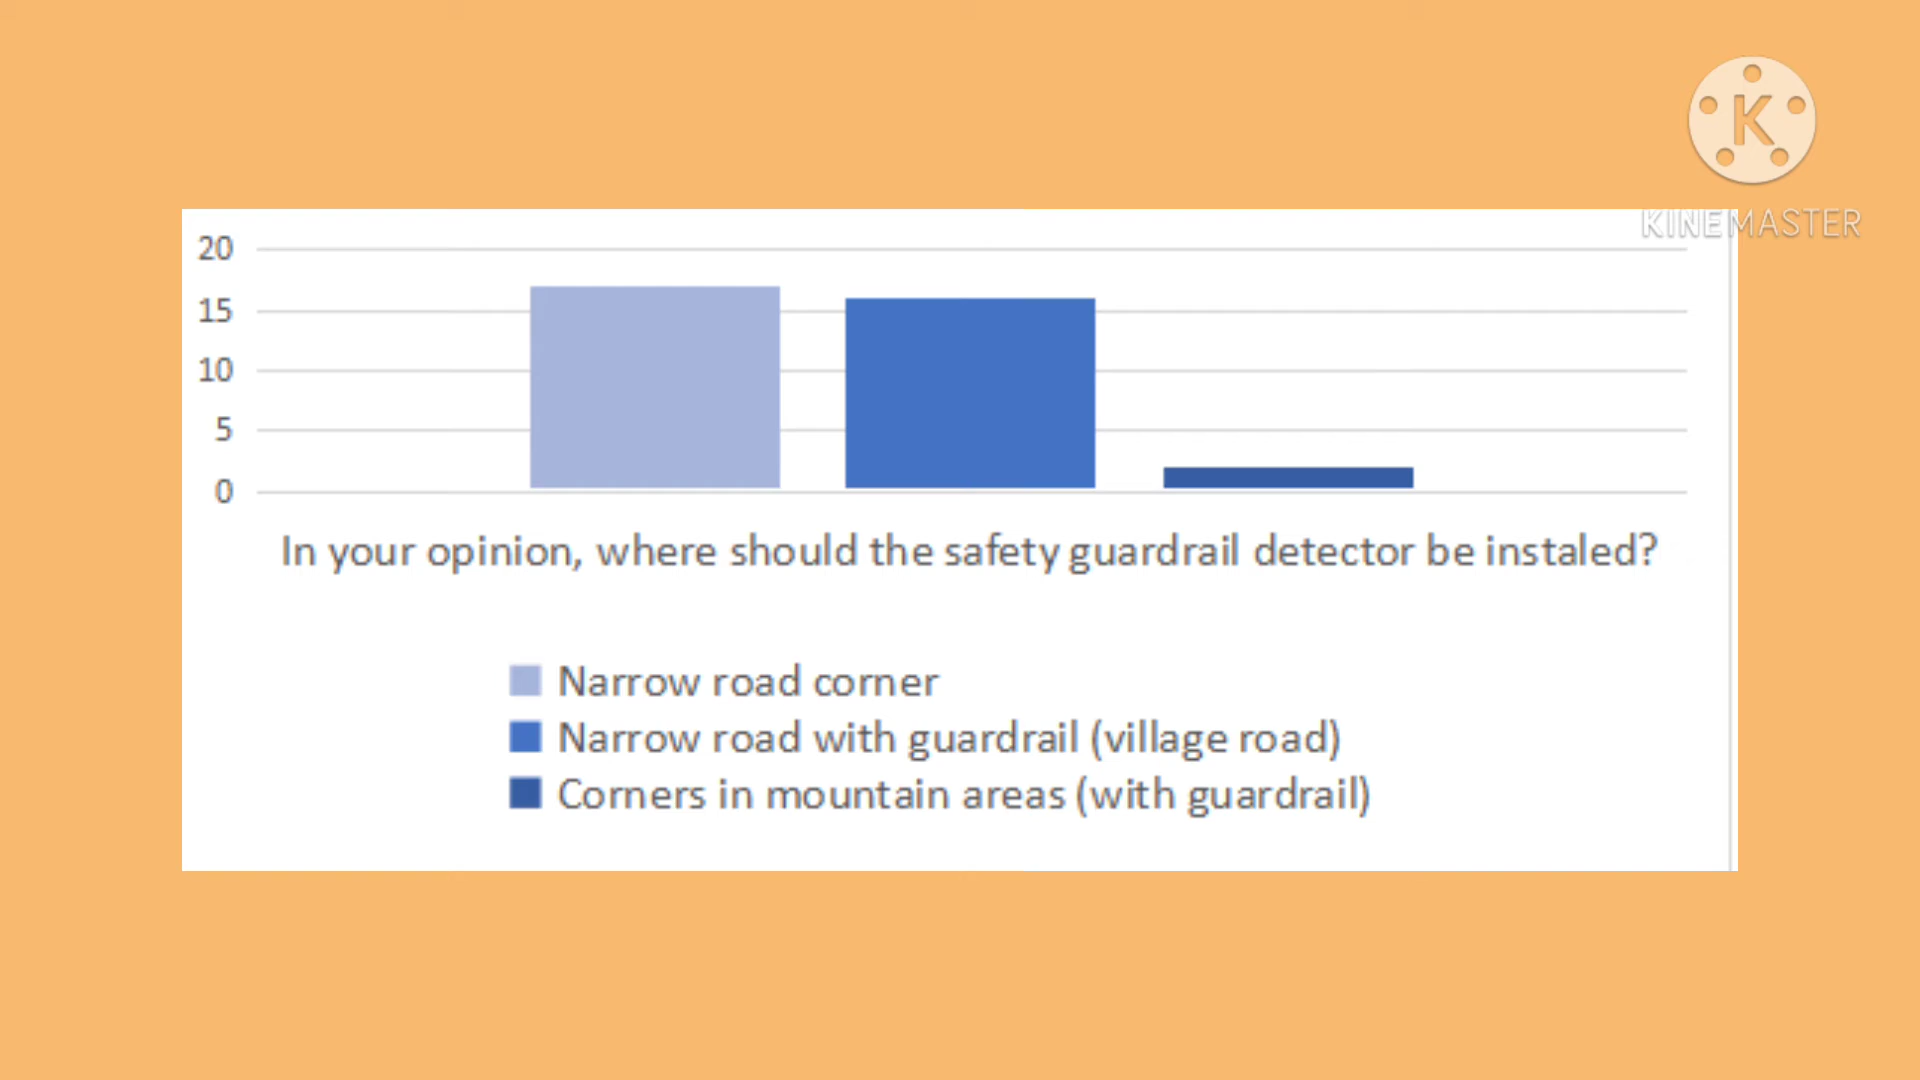 K
KINEMASTER
20
15
10
5
0
In your opinion, where should the safety guardrail detector be instaled?
Narrow road corner
Narrow road with guardrail (village road)
Corners in mountain areas (with guardrail)